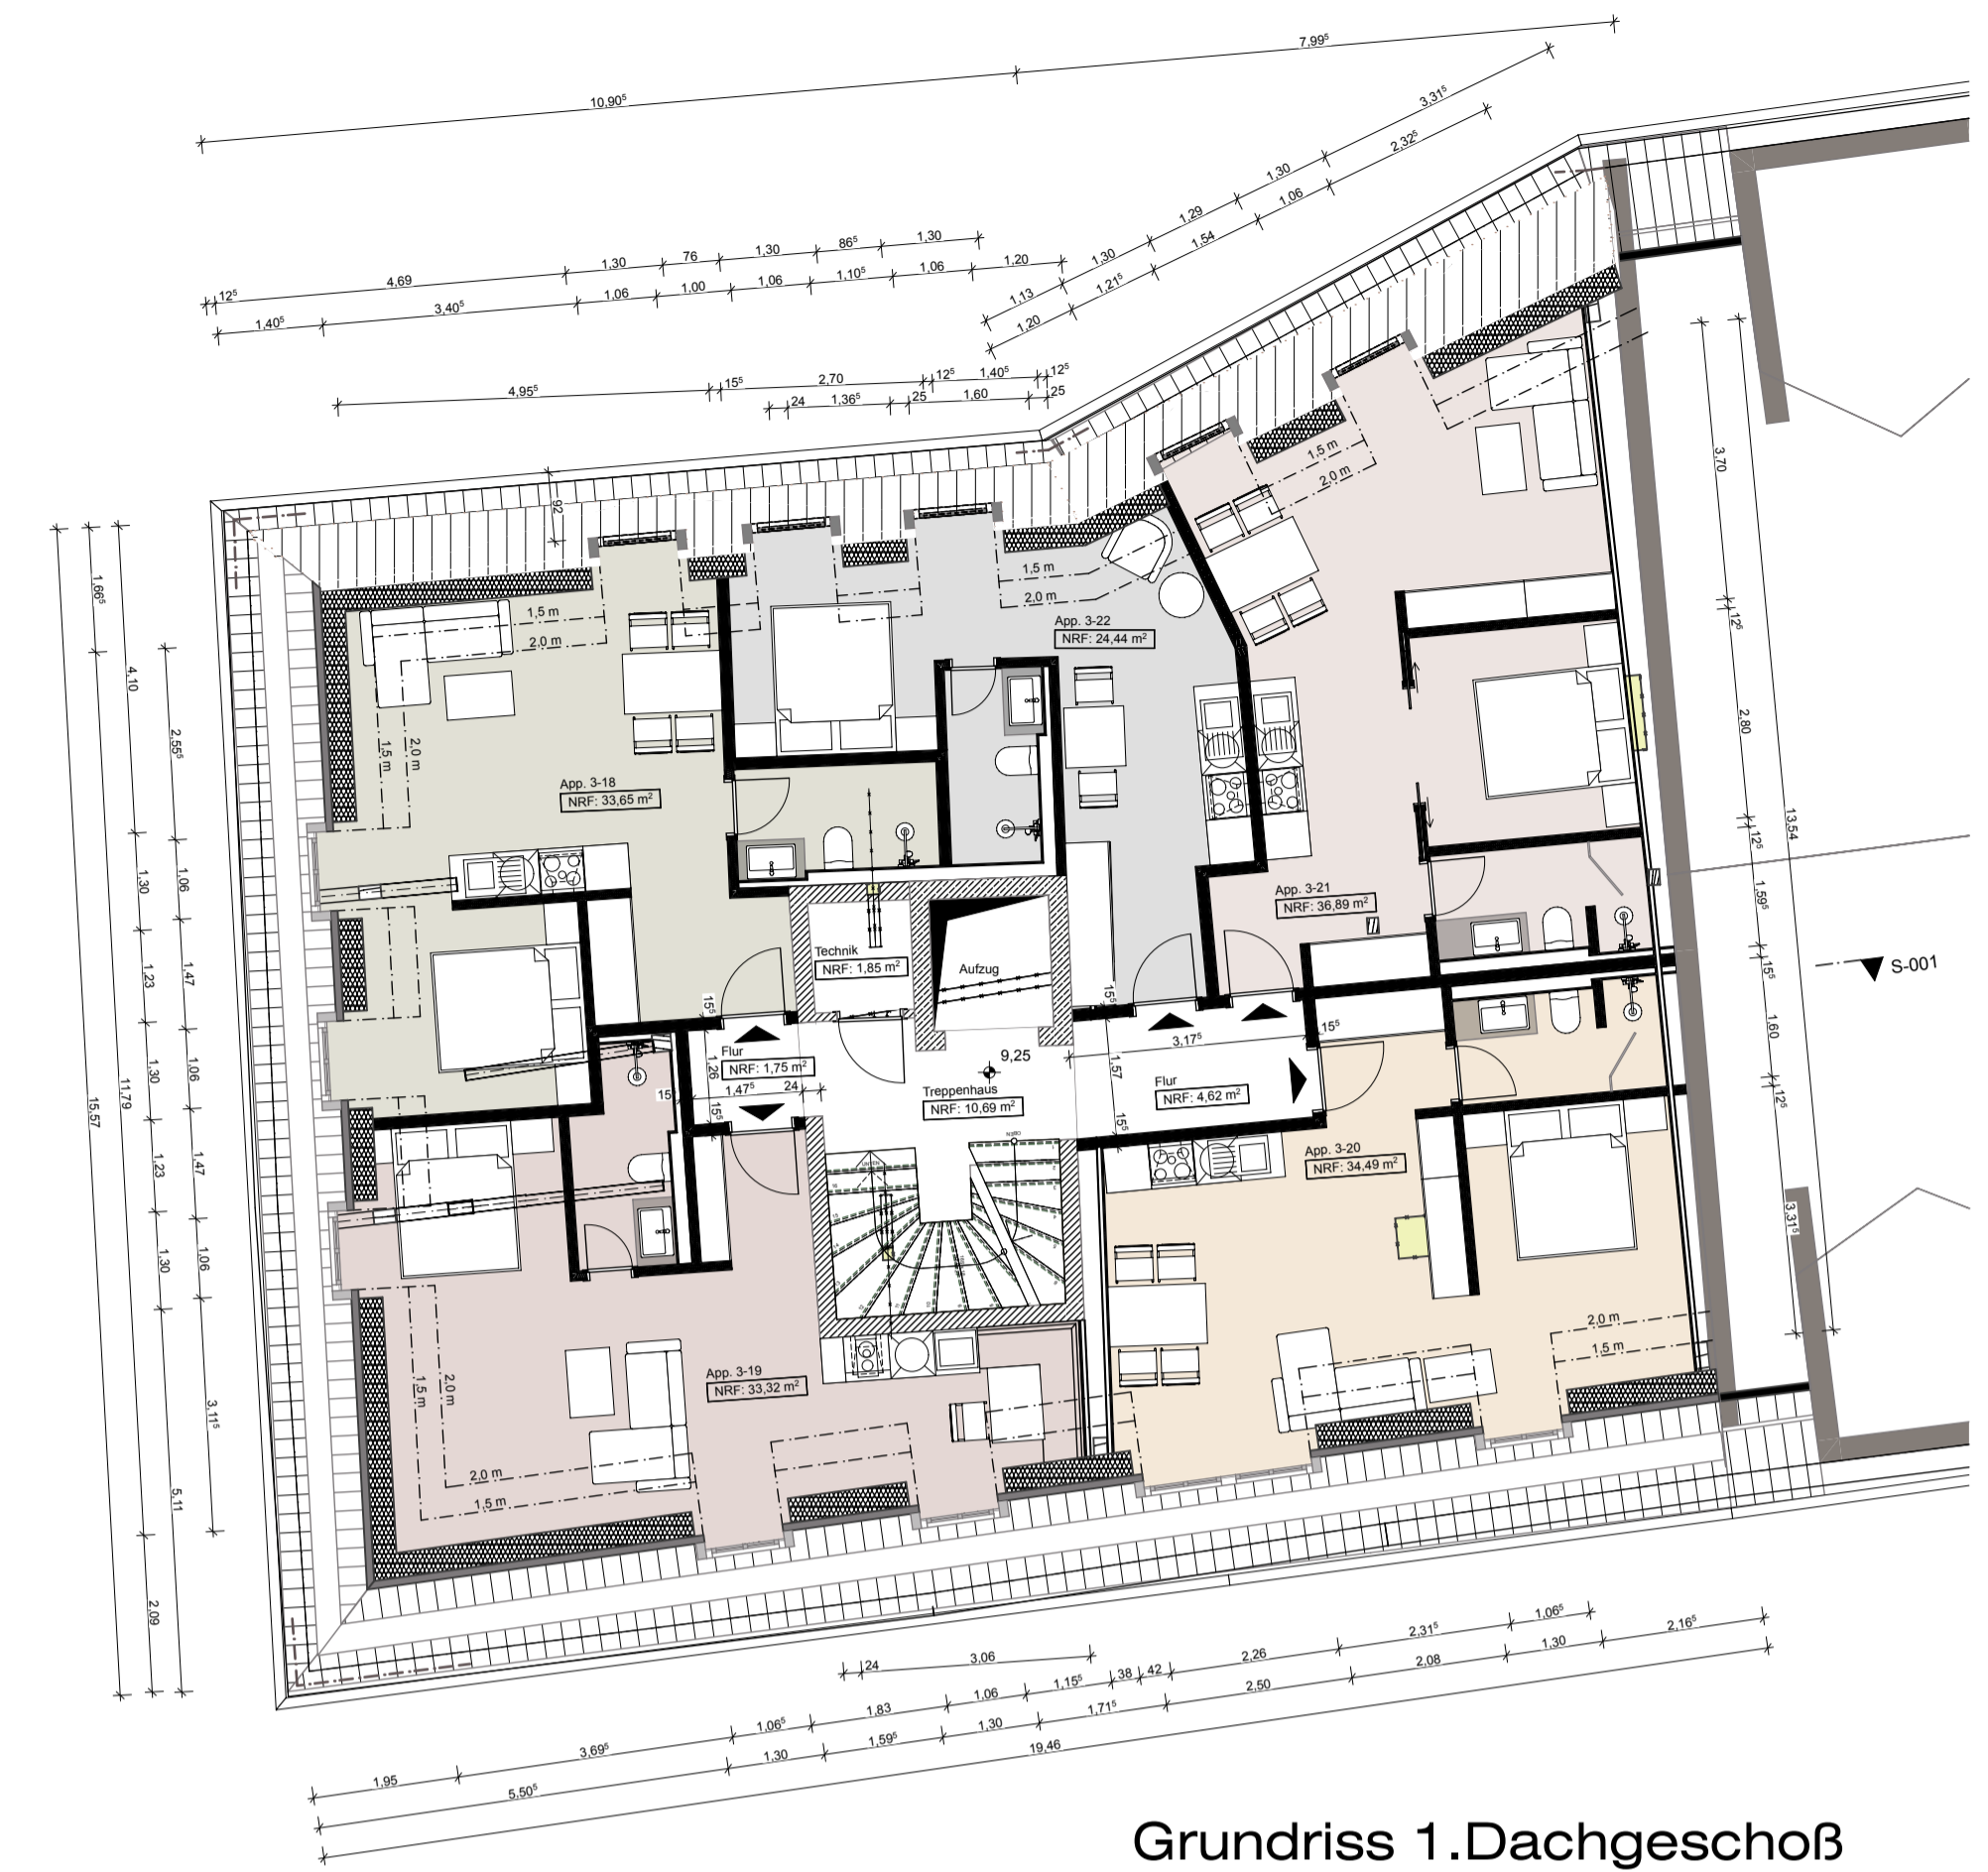 7,99⁵
10,90⁵
3,31⁵
2,32⁵
1,30
1,06
1,29
1,54
1,30
1,21⁵
1,13
1,20
12⁵
4,69
1,30
76
1,30
86⁵
1,30
1,40⁵
3,40⁵
1,06
1,00
1,06
1,10⁵
1,06
1,20
4,95⁵
15⁵
2,70
12⁵
1,40⁵
12⁵
24
1,36⁵
25
1,60
25
92
1,5 m
2,0 m
1,5 m
2,0 m
1,5 m
2,0 m
1,5 m
2,0 m
App. 3-22
NRF: 24,44 m²
App. 3-18
NRF: 33,65 m²
App. 3-21
NRF: 36,89 m²
Technik
NRF: 1,85 m²
Aufzug
S-001
15⁵
15⁵
Flur
NRF: 1,75 m²
1,26
1,47⁵
24
15
15⁵
9,25
Treppenhaus
NRF: 10,69 m²
3,17⁵
15⁵
1,57
15⁵
Flur
NRF: 4,62 m²
UNTEN
OBEN
App. 3-20
NRF: 34,49 m²
App. 3-19
NRF: 33,32 m²
1,5 m
2,0 m
2,0 m
1,5 m
2,0 m
1,5 m
15,57
1,66⁵
11,79
4,10
1,30
1,23
1,30
1,23
1,30
5,11
2,09
2,55⁵
1,06
1,47
1,06
1,47
1,06
3,11⁵
3,70
12⁵
2,80
12⁵
1,59⁵
15⁵
1,60
12⁵
3,31⁵
13,54
24
3,06
1,95
3,69⁵
1,06⁵
1,83
1,06
1,15⁵
38
42
2,26
2,31⁵
1,06⁵
2,16⁵
5,50⁵
1,30
1,59⁵
1,30
1,71⁵
2,50
2,08
1,30
19,46
Grundriss 1.Dachgeschoß